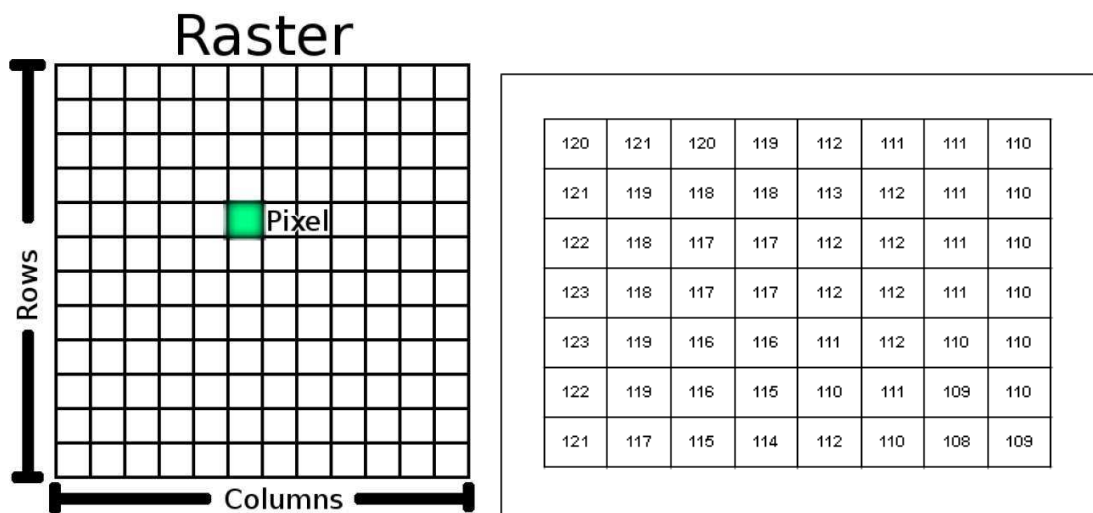 Raster
Pixel
Rows
Columns
120 121 120 119 112 111 111 110
121 119 118 118 113 112 111 110
122 118 117 117 112 112 111 110
123 118 117 117 112 112 111 110
123 119 116 116 111 112 110 110
122 119 116 115 110 111 109 110
121 117 115 114 112 110 108 109